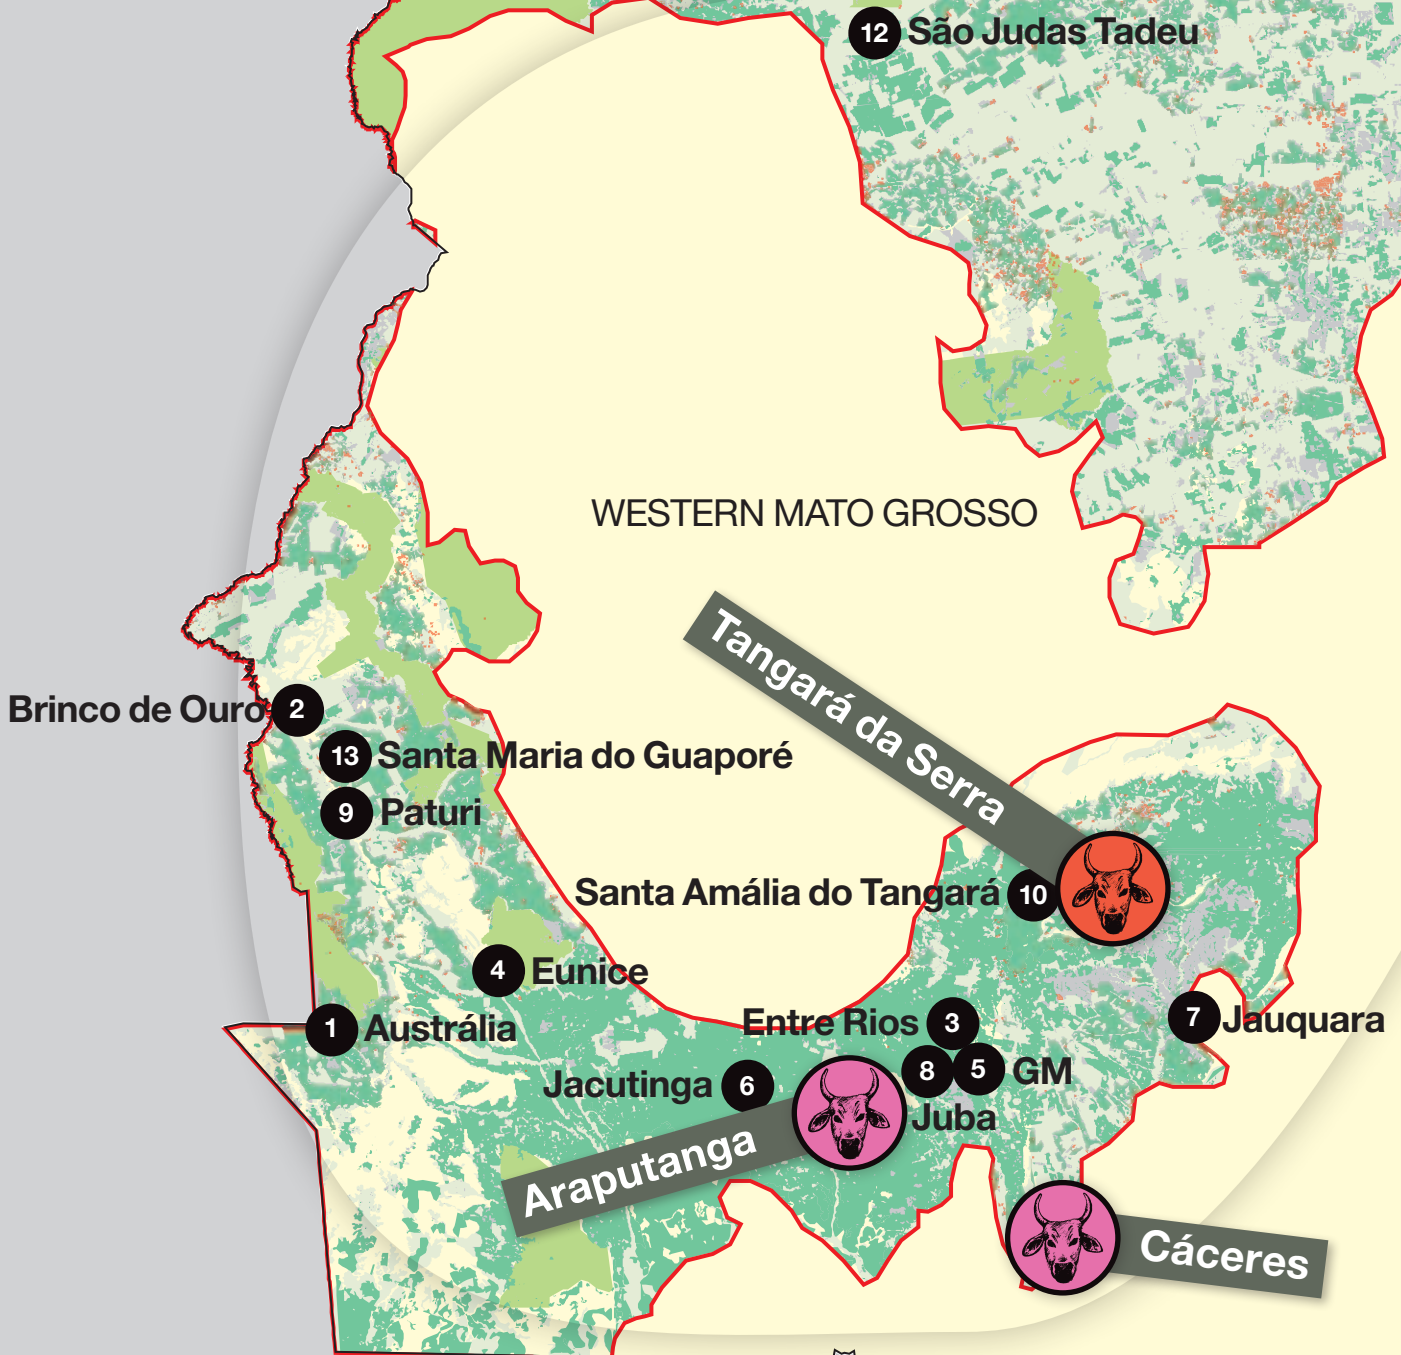 12 São Judas Tadeu
WESTERN MATO GROSSO
Tangará da Serra
Brinco de Ouro 2
13 Santa Maria do Guaporé
9 Paturi
Santa Amália do Tangará 10
4 Eunice
1 Austrália
Entre Rios 3
7 Jauquara
8 5 GM
Jacutinga 6
Juba
Araputanga
Cáceres